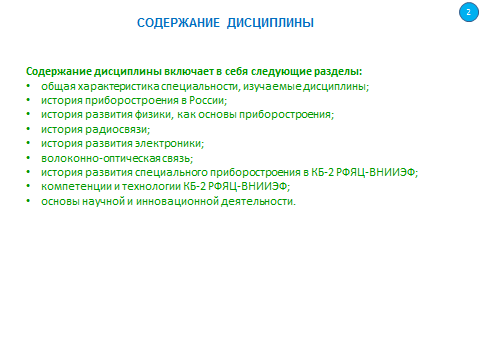 2
СОДЕРЖАНИЕ ДИСЦИПЛИНЫ
Содержание дисциплины включает в себя следующие разделы:
• общая характеристика специальности, изучаемые дисциплины;
• история приборостроения в России;
• история развития физики, как основы приборостроения;
• история радиосвязи;
• история развития электроники;
• волоконно-оптическая связь;
• история развития специального приборостроения в КБ-2 РФЯЦ-ВНИИЭФ;
• компетенции и технологии КБ-2 РФЯЦ-ВНИИЭФ;
• основы научной и инновационной деятельности.